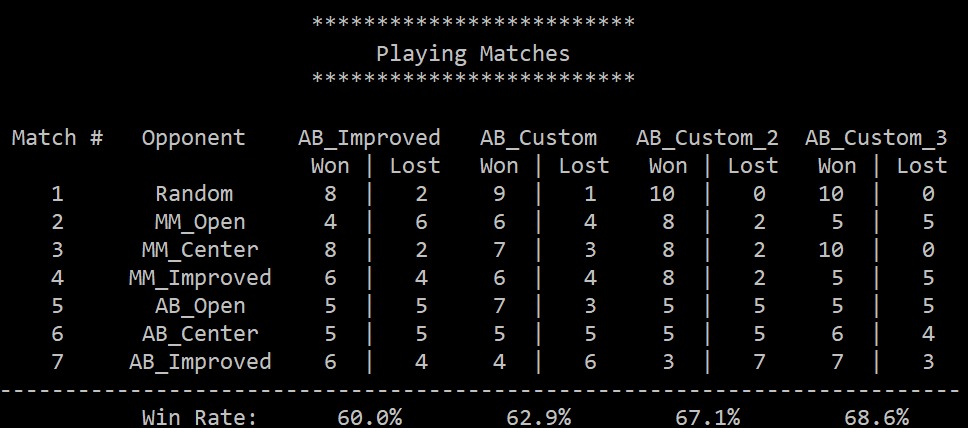 *************************
Playing Matches
*************************
Match # Opponent AB_Improved AB_Custom AB_Custom_2 AB_Custom_3
Won | Lost Won | Lost Won | Lost Won | Lost
1 Random 8 | 2 9 | 1 10 | 0 10 | 0
2 MM_Open 4 | 6 6 | 4 8 | 2 5 | 5
3 MM_Center 8 | 2 7 | 3 8 | 2 10 | 0
4 MM_Improved 6 | 4 6 | 4 8 | 2 5 | 5
5 AB_Open 5 | 5 7 | 3 5 | 5 5 | 5
6 AB_Center 5 | 5 5 | 5 5 | 5 6 | 4
7 AB_Improved 6 | 4 4 | 6 3 | 7 7 | 3
--------------------------------------------------------------------------
Win Rate: 60.0% 62.9% 67.1% 68.6%